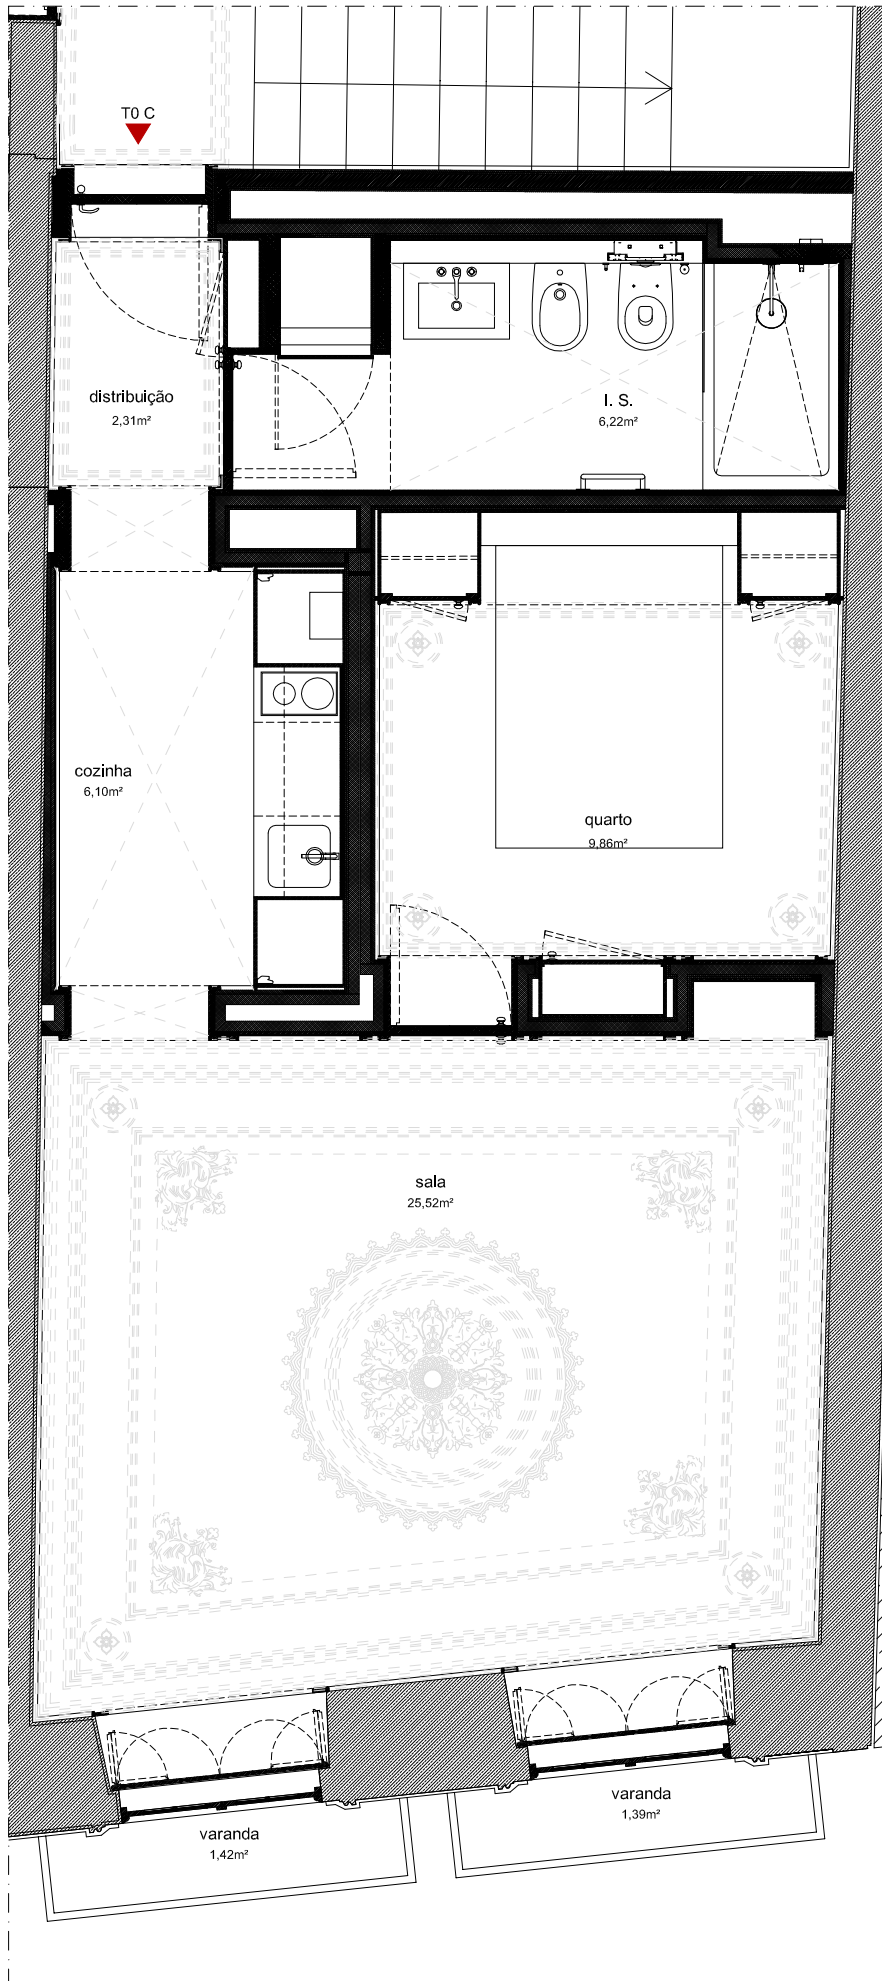 T0 C
distribuição
2,31m²
I. S.
6,22m²
cozinha
6,10m²
quarto
9,86m²
sala
25,52m²
varanda
1,39m²
varanda
1,42m²